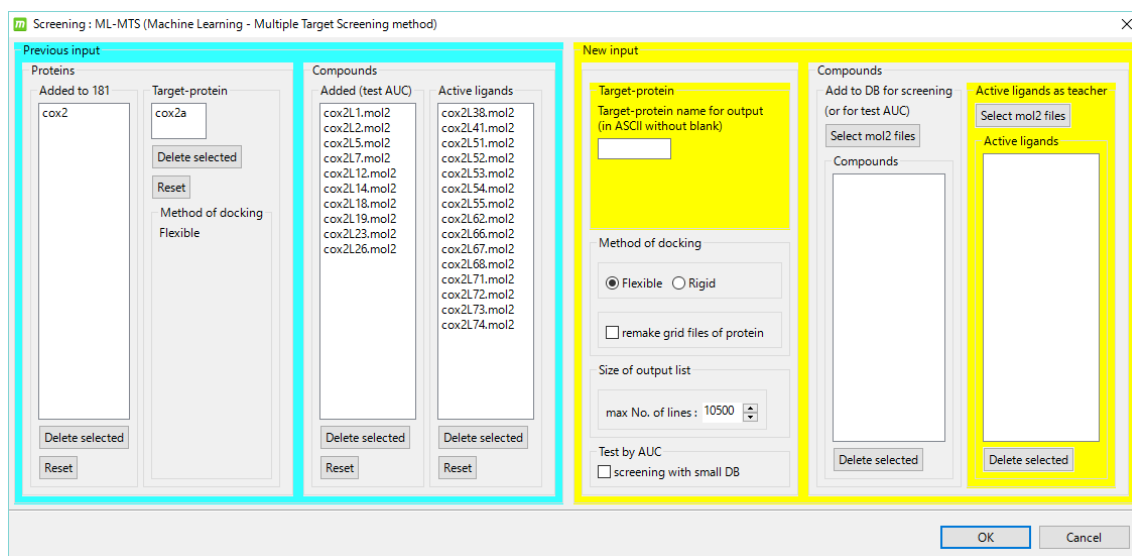 Screening : ML-MTS (Machine Learning - Multiple Target Screening method)
Previous input
Proteins
Added to 181
cox2
Delete selected
Reset
Target-protein
cox2a
Delete selected
Reset
Method of docking
Flexible
Compounds
Added (test AUC)
cox2L1.mol2
cox2L2.mol2
cox2L5.mol2
cox2L7.mol2
cox2L12.mol2
cox2L14.mol2
cox2L18.mol2
cox2L19.mol2
cox2L23.mol2
cox2L26.mol2
Delete selected
Reset
Active ligands
cox2L38.mol2
cox2L41.mol2
cox2L51.mol2
cox2L52.mol2
cox2L53.mol2
cox2L54.mol2
cox2L55.mol2
cox2L62.mol2
cox2L66.mol2
cox2L67.mol2
cox2L68.mol2
cox2L71.mol2
cox2L72.mol2
cox2L73.mol2
cox2L74.mol2
Delete selected
Reset
New input
Target-protein
Target-protein name for output
(in ASCII without blank)
Method of docking
Flexible
Rigid
remake grid files of protein
Size of output list
max No. of lines : 10500
Test by AUC
screening with small DB
Compounds
Add to DB for screening
(or for test AUC)
Select mol2 files
Compounds
Delete selected
Active ligands as teacher
Select mol2 files
Active ligands
Delete selected
OK
Cancel